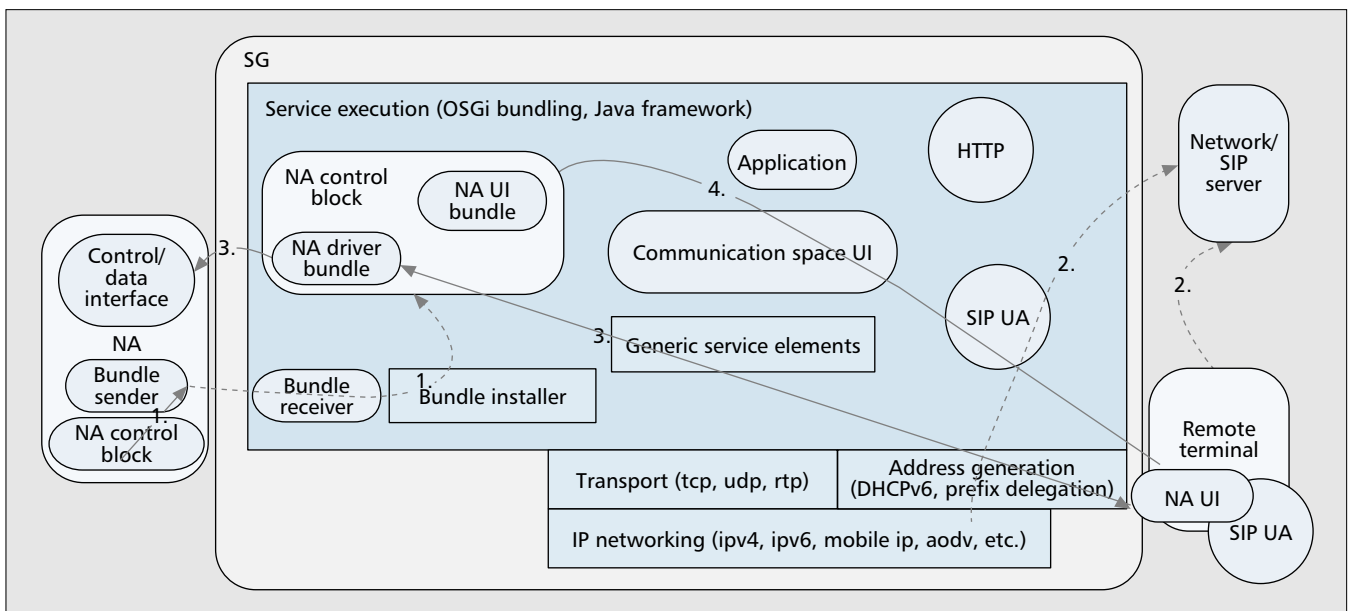 SG
Service execution (OSGi bundling, Java framework)
NA control
block
NA UI
bundle
NA driver
bundle
Application
HTTP
Communication space UI
SIP UA
Generic service elements
Bundle
receiver
Bundle installer
Transport (tcp, udp, rtp)
Address generation
(DHCPv6, prefix delegation)
IP networking (ipv4, ipv6, mobile ip, aodv, etc.)
Control/
data
interface
NA
Bundle
sender
NA control
block
Network/
SIP
server
Remote
terminal
NA UI
SIP UA
1.
1.
2.
2.
3.
3.
4.